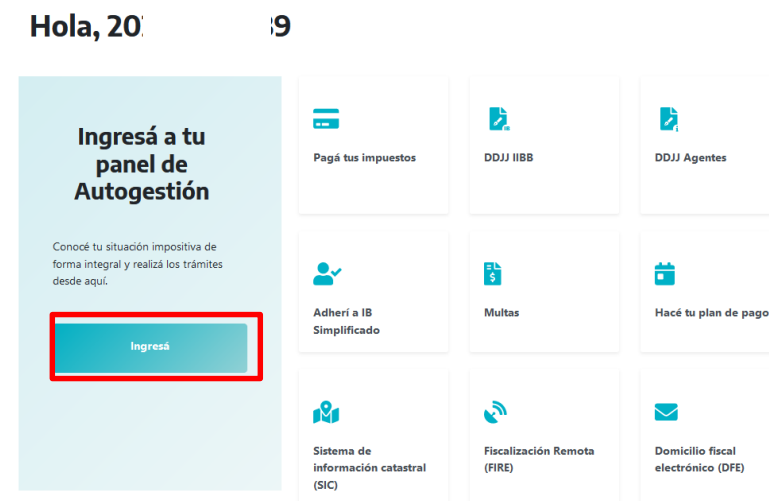 Hola, 20 39
Ingresá a tu
panel de
Autogestión
Conocé tu situación impositiva de
forma integral y realizá los trámites
desde aquí.
Ingresá
Pagá tus impuestos
DDJJ IIBB
DDJJ Agentes
Adherí a IB
Simplificado
Multas
Hacé tu plan de pago
Sistema de
información catastral
(SIC)
Fiscalización Remota
(FIRE)
Domicilio fiscal
electrónico (DFE)